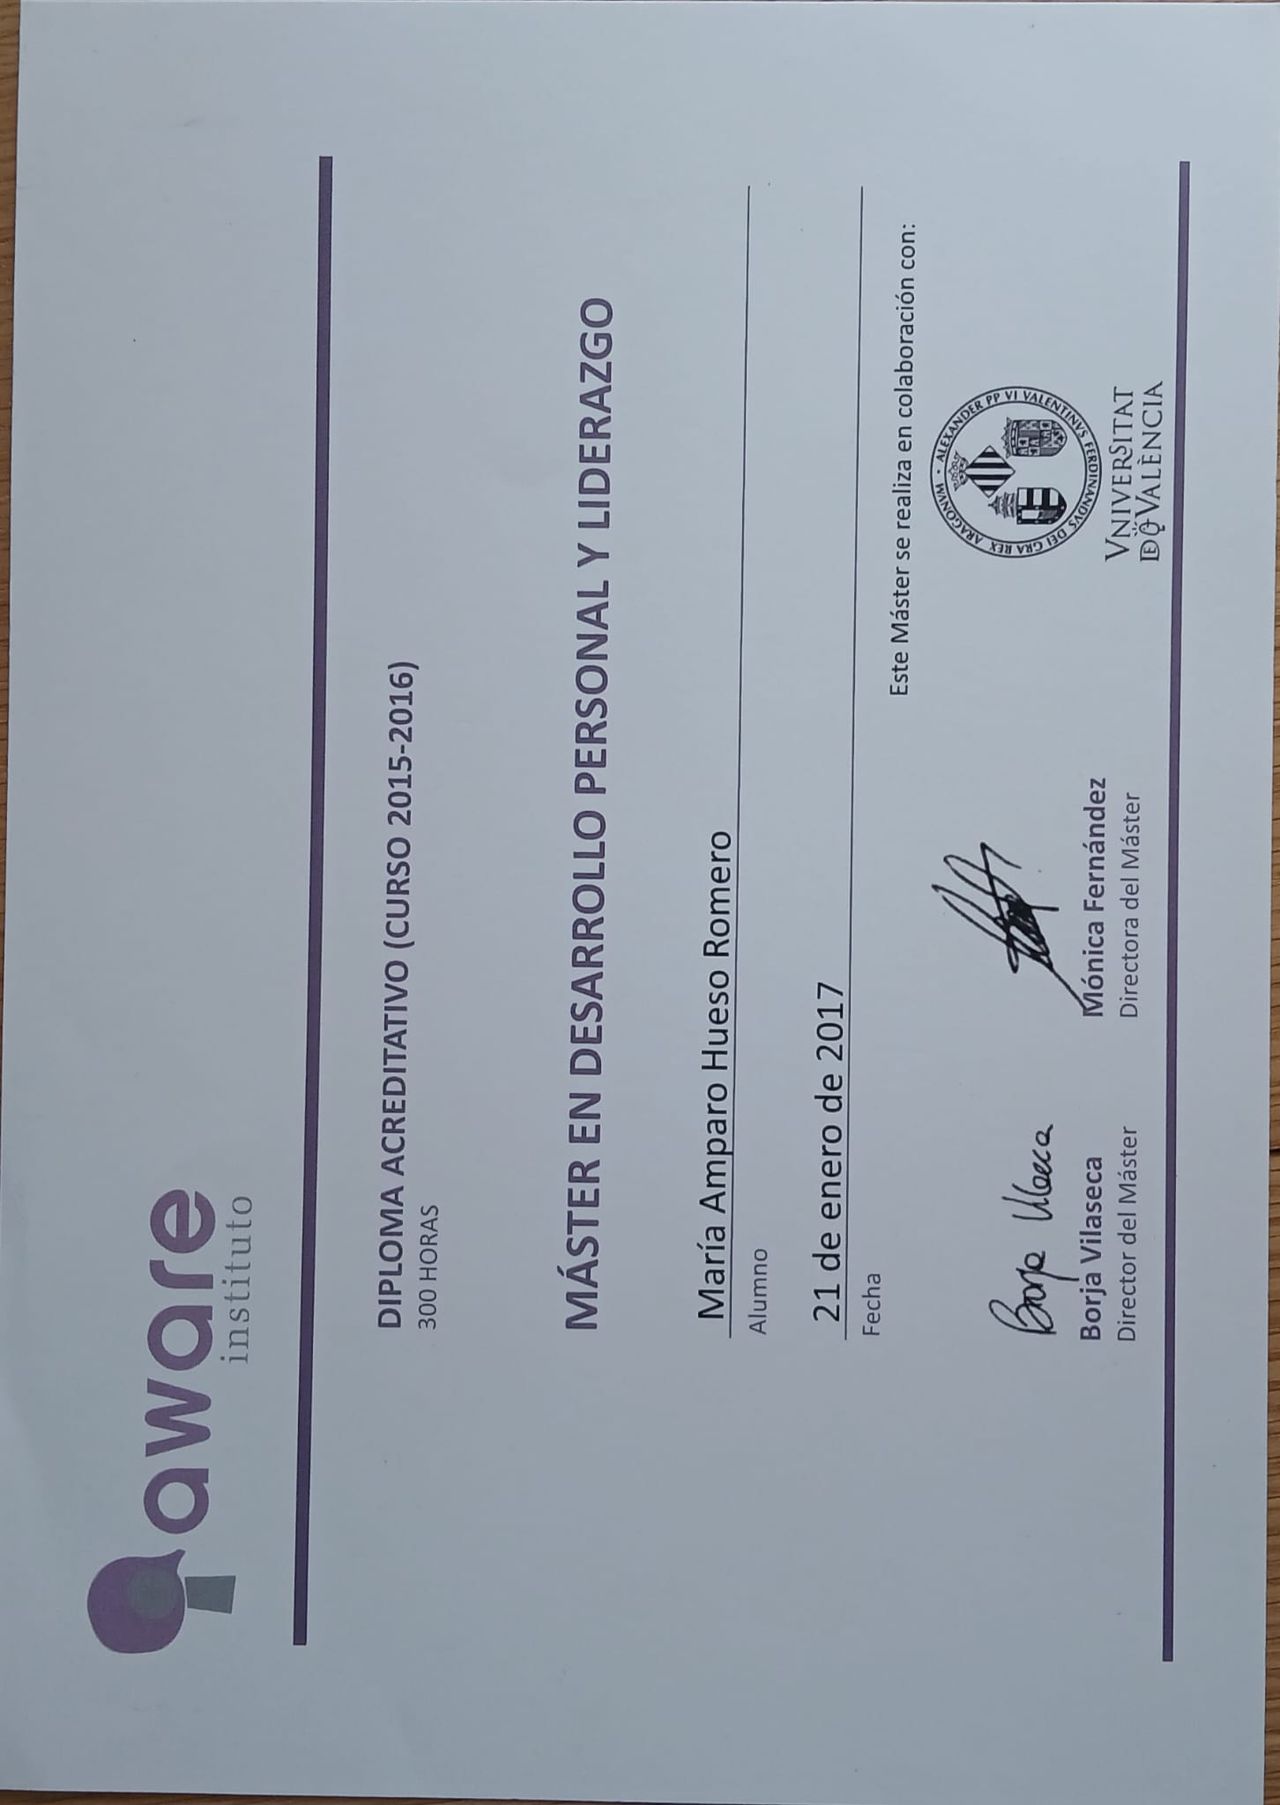 aware
instituto
DIPLOMA ACREDITATIVO (CURSO 2015-2016)
300 HORAS
MÁSTER EN DESARROLLO PERSONAL Y LIDERAZGO
María Amparo Hueso Romero
Alumno
21 de enero de 2017
Fecha
Este Máster se realiza en colaboración con:
ALEXANDER PP VI VALENTINVS FERDINANDVS DEI GRA REX ARAGONVM
VNIVERSITAT
DE VALÈNCIA
Borja Vilaseca
Borja Vilaseca
Director del Máster
Mónica Fernández
Directora del Máster